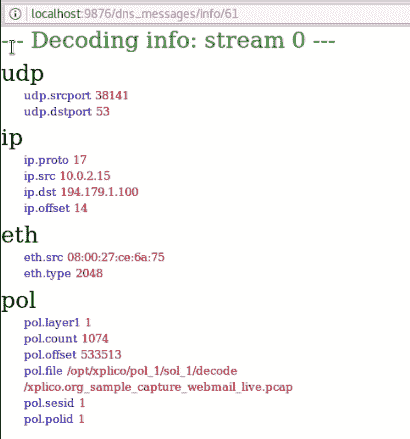 localhost:9876/dns_messages/info/61
--- Decoding info: stream 0 ---
udp
udp.srcport 38141
udp.dstport 53
ip
ip.proto 17
ip.src 10.0.2.15
ip.dst 194.179.1.100
ip.offset 14
eth
eth.src 08:00:27:ce:6a:75
eth.type 2048
pol
pol.layer1 1
pol.count 1074
pol.offset 533513
pol.file /opt/xplico/pol_1/sol_1/decode
/xplico.org_sample_capture_webmail_live.pcap
pol.sesid 1
pol.polid 1